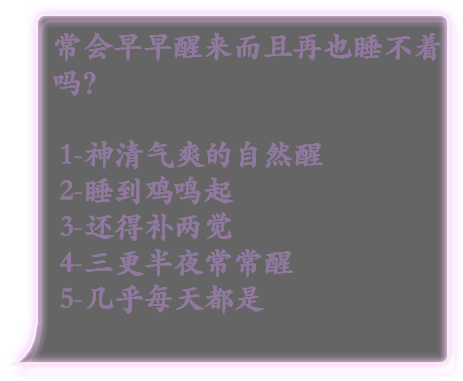 常会早早醒来而且再也睡不着
吗?
1-神清气爽的自然醒
2-睡到鸡鸣起
3-还得补两觉
4-三更半夜常常醒
5-几乎每天都是